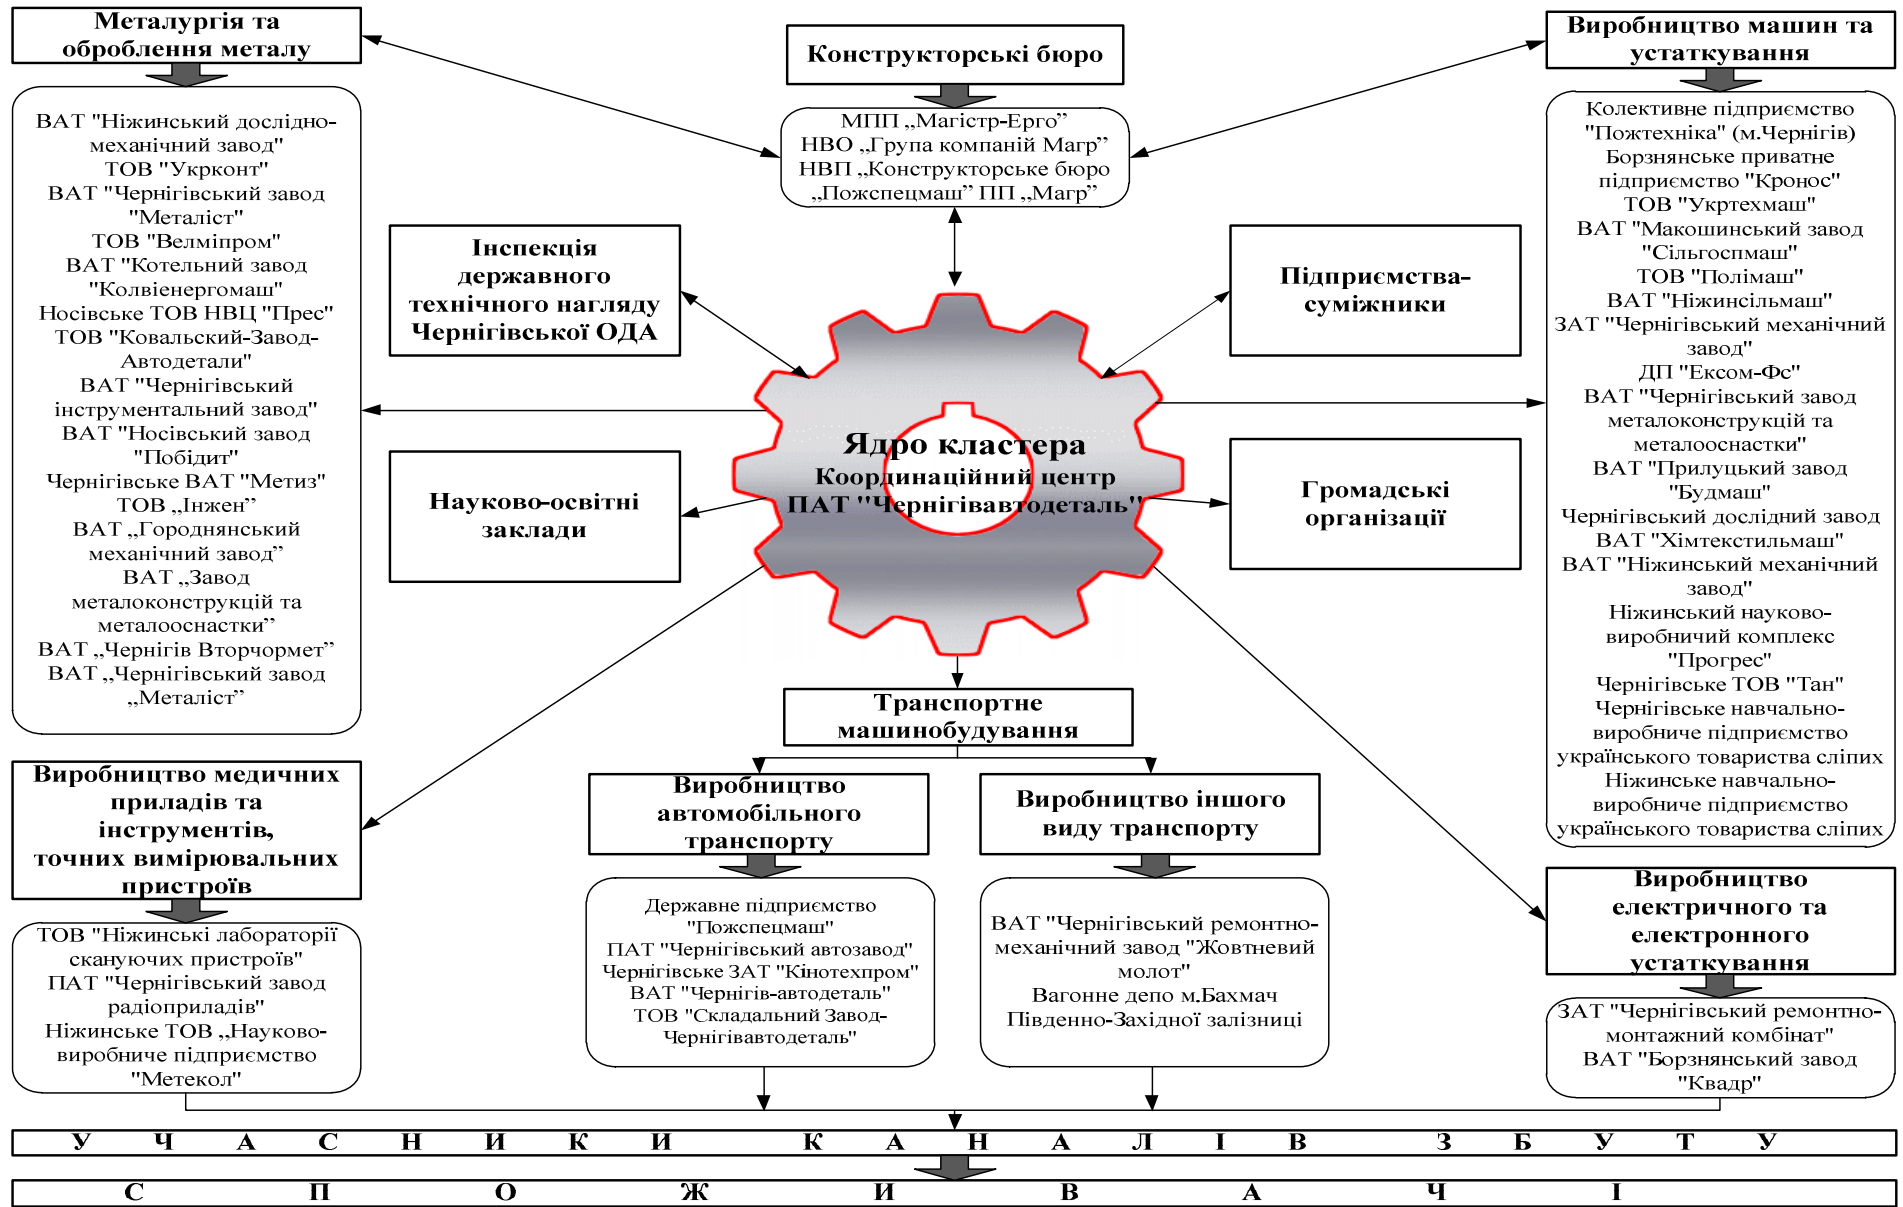 Металургія та
оброблення металу
ВАТ "Ніжинський дослідно-
механічний завод"
ТОВ "Укрконт"
ВАТ "Чернігівський завод
"Металіст"
ТОВ "Велміпром"
ВАТ "Котельний завод
"Колвіенергомаш"
Носівське ТОВ НВЦ "Прес"
ТОВ "Ковальский-Завод-
Автодетали"
ВАТ "Чернігівський
інструментальний завод"
ВАТ "Носівський завод
"Побідит"
Чернігівське ВАТ "Метиз"
ТОВ „Інжен”
ВАТ „Городнянський
механічний завод”
ВАТ „Завод
металоконструкцій та
металооснастки”
ВАТ „Чернігів Вторчормет”
ВАТ „Чернігівський завод
„Металіст”
Конструкторські бюро
МПП „Магістр-Ерго”
НВО „Група компаній Магр”
НВП „Конструкторське бюро
„Пожспецмаш” ПП „Магр”
Виробництво машин та
устаткування
Колективне підприємство
"Пожтехніка" (м.Чернігів)
Борзнянське приватне
підприємство "Кронос"
ТОВ "Укртехмаш"
ВАТ "Макошинський завод
"Сільгоспмаш"
ТОВ "Полімаш"
ВАТ "Ніжинсільмаш"
ЗАТ "Чернігівський механічний
завод"
ДП "Ексом-Фс"
ВАТ "Чернігівський завод
металоконструкцій та
металооснастки"
ВАТ "Прилуцький завод
"Будмаш"
Чернігівський дослідний завод
ВАТ "Хімтекстильмаш"
ВАТ "Ніжинський механічний
завод"
Ніжинський науково-
виробничий комплекс
"Прогрес"
Чернігівське ТОВ "Тан"
Чернігівське навчально-
виробниче підприємство
українського товариства сліпих
Ніжинське навчально-
виробниче підприємство
українського товариства сліпих
Інспекція
державного
технічного нагляду
Чернігівської ОДА
Підприємства-
суміжники
Ядро кластера
Координаційний центр
ПАТ "Чернігівавтодеталь"
Науково-освітні
заклади
Громадські
організації
Транспортне
машинобудування
Виробництво медичних
приладів та
інструментів,
точних вимірювальних
пристроїв
ТОВ "Ніжинські лабораторії
скануючих пристроїв"
ПАТ "Чернігівський завод
радіоприладів"
Ніжинське ТОВ „Науково-
виробниче підприємство
"Метекол"
Виробництво
автомобільного
транспорту
Державне підприємство
"Пожспецмаш"
ПАТ "Чернігівський автозавод"
Чернігівське ЗАТ "Кінотехпром"
ВАТ "Чернігів-автодеталь"
ТОВ "Складальний Завод-
Чернігівавтодеталь"
Виробництво іншого
виду транспорту
ВАТ "Чернігівський ремонтно-
механічний завод "Жовтневий
молот"
Вагонне депо м.Бахмач
Південно-Західної залізниці
Виробництво
електричного та
електронного
устаткування
ЗАТ "Чернігівський ремонтно-
монтажний комбінат"
ВАТ "Борзнянський завод
"Квадр"
У Ч А С Н И К И К А Н А Л І В З Б У Т У
С П О Ж И В А Ч І